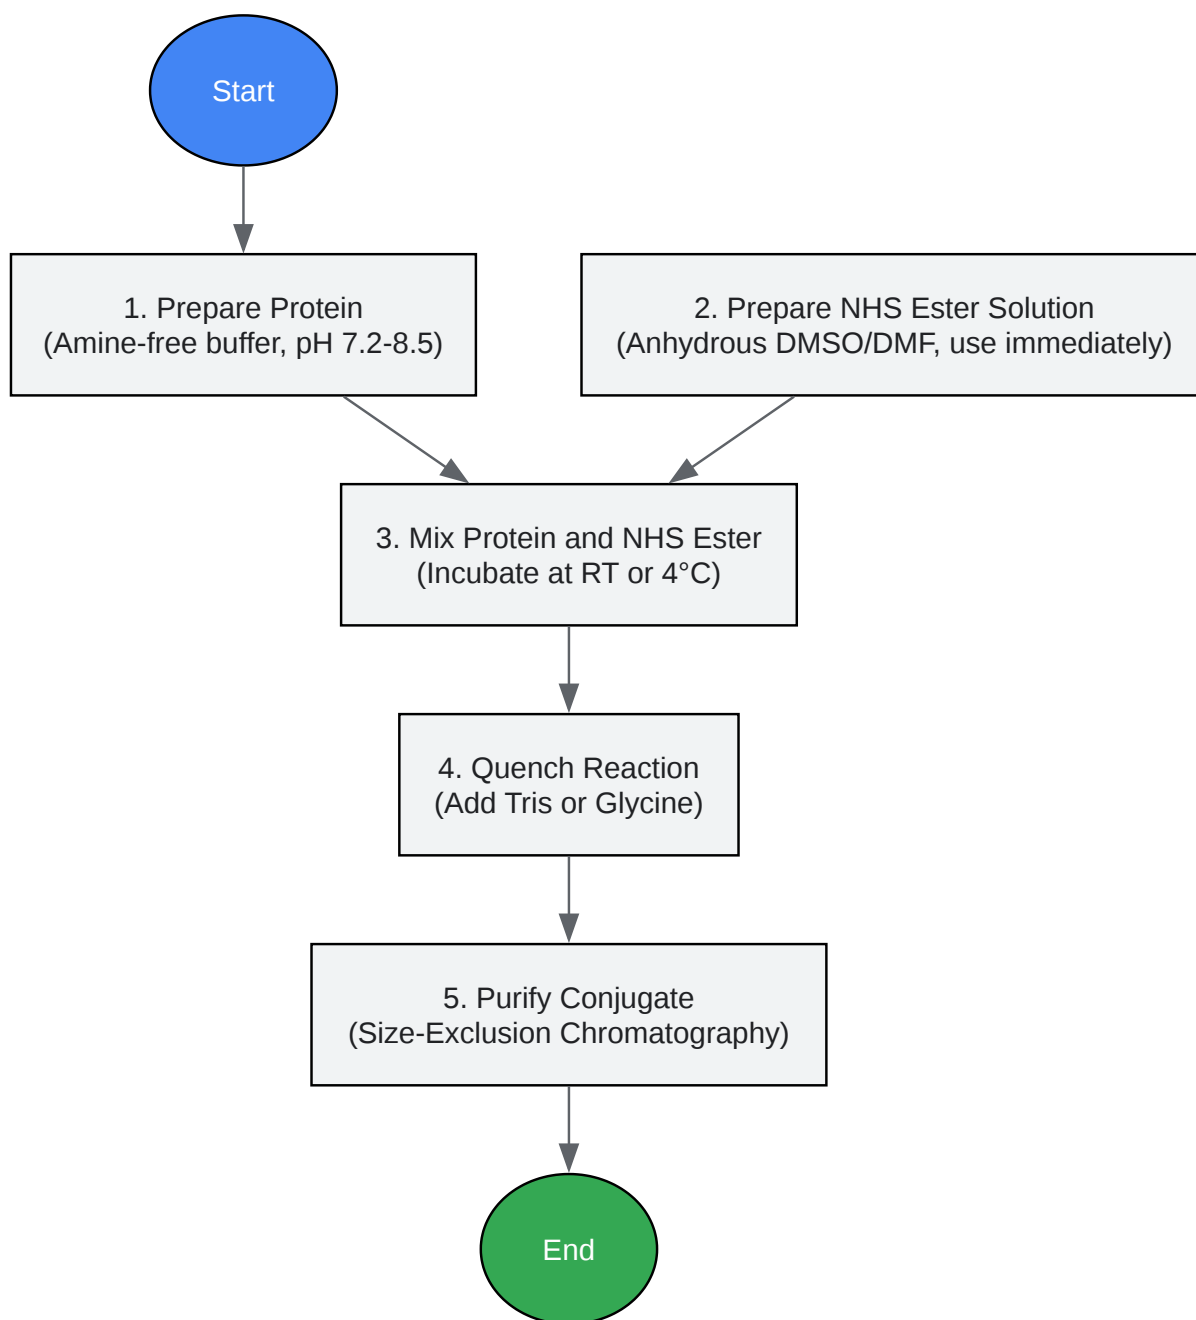 Start
1. Prepare Protein
(Amine-free buffer, pH 7.2-8.5)
2. Prepare NHS Ester Solution
(Anhydrous DMSO/DMF, use immediately)
3. Mix Protein and NHS Ester
(Incubate at RT or 4°C)
4. Quench Reaction
(Add Tris or Glycine)
5. Purify Conjugate
(Size-Exclusion Chromatography)
End